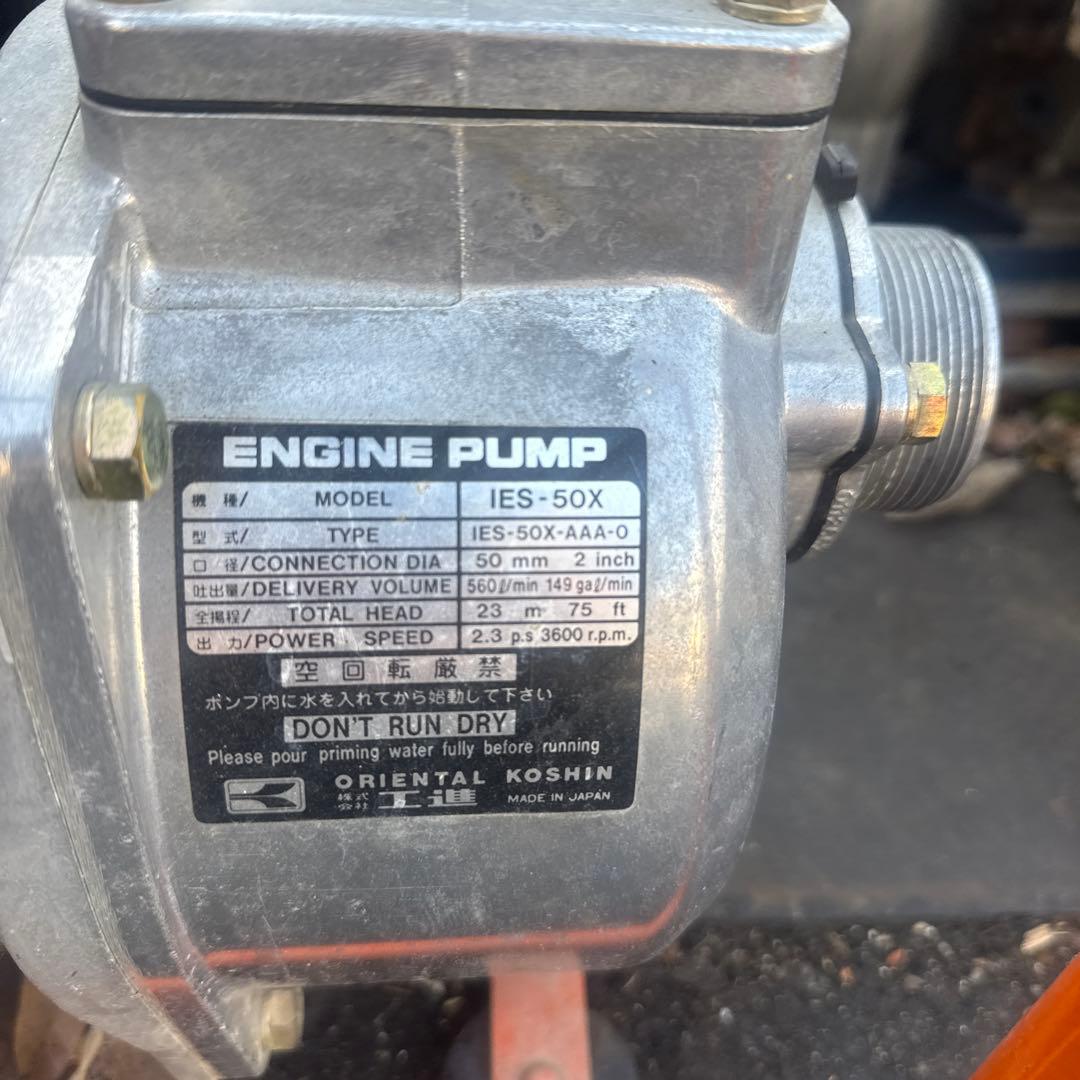 ENGINE PUMP
機種/ MODEL IES-50X
型式/ TYPE IES-50X-AAA-0
口径/CONNECTION DIA 50 mm 2 inch
吐出量/DELIVERY VOLUME 560ℓ/min 149 gaℓ/min
全揚程/ TOTAL HEAD 23 m 75 ft
出力/POWER SPEED 2.3 p.s 3600 r.p.m.
空回転厳禁
ポンプ内に水を入れてから始動して下さい
DON'T RUN DRY
Please pour priming water fully before running
ORIENTAL KOSHIN
株式会社 工進 MADE IN JAPAN